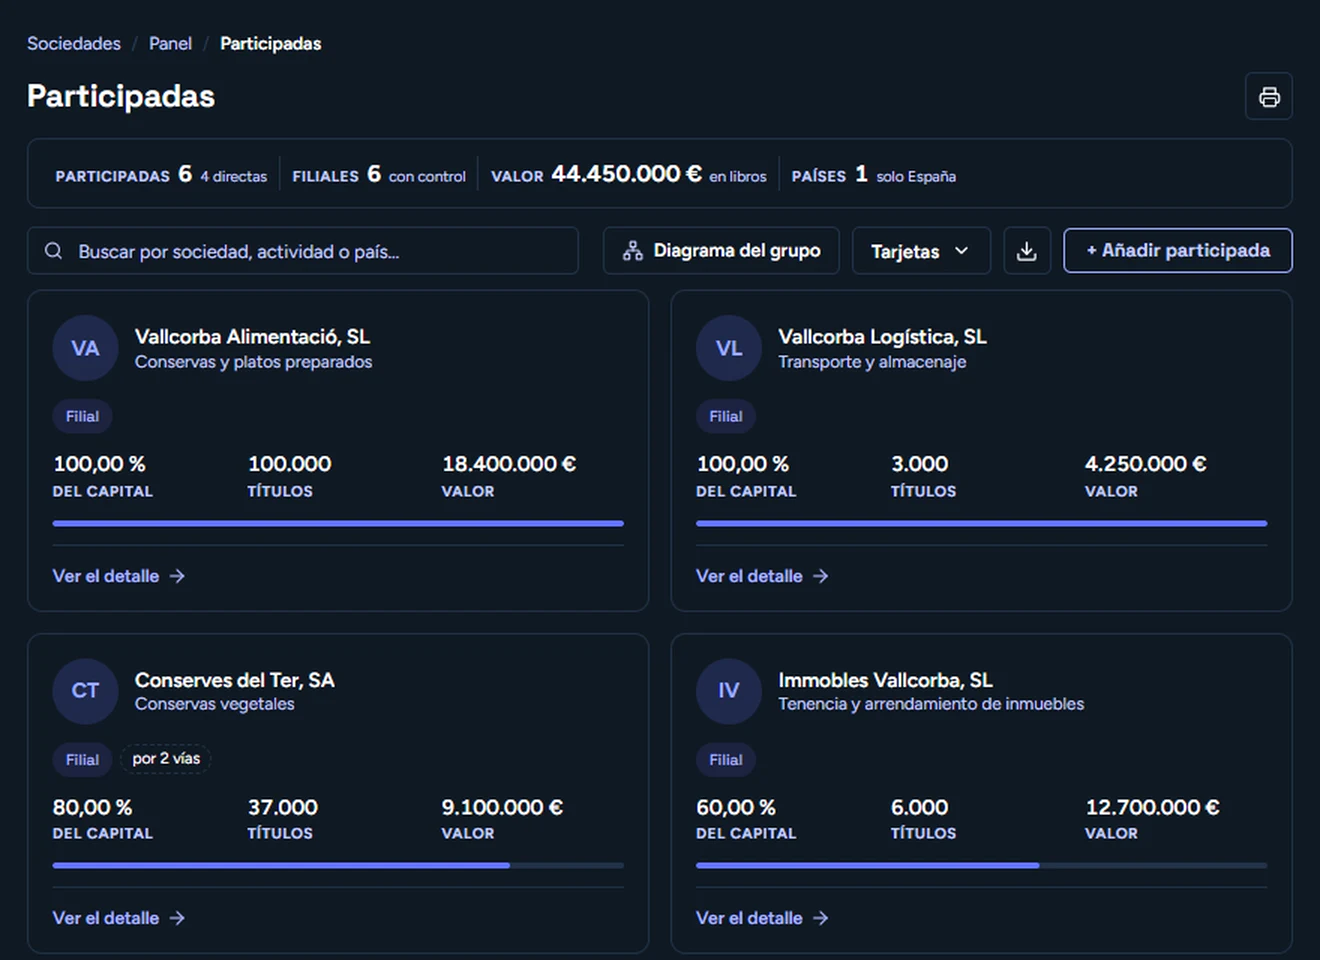 Sociedades / Panel / Participadas
Participadas
PARTICIPADAS 6 4 directas FILIALES 6 con control VALOR 44.450.000 € en libros PAÍSES 1 solo España
Buscar por sociedad, actividad o país... Diagrama del grupo Tarjetas + Añadir participada
VA Vallcorba Alimentació, SL
Conservas y platos preparados
Filial
100,00 % 100.000 18.400.000 €
DEL CAPITAL TÍTULOS VALOR
Ver el detalle →
VL Vallcorba Logística, SL
Transporte y almacenaje
Filial
100,00 % 3.000 4.250.000 €
DEL CAPITAL TÍTULOS VALOR
Ver el detalle →
CT Conserves del Ter, SA
Conservas vegetales
Filial por 2 vías
80,00 % 37.000 9.100.000 €
DEL CAPITAL TÍTULOS VALOR
Ver el detalle →
IV Immobles Vallcorba, SL
Tenencia y arrendamiento de inmuebles
Filial
60,00 % 6.000 12.700.000 €
DEL CAPITAL TÍTULOS VALOR
Ver el detalle →